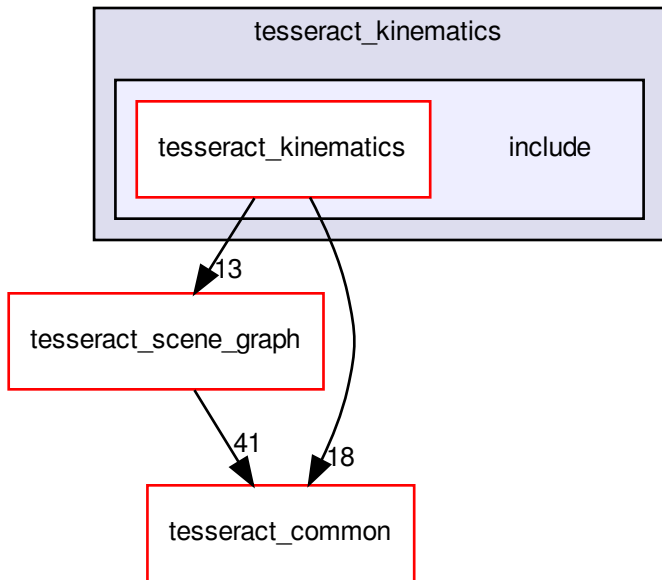 tesseract_kinematics
tesseract_kinematics
include
13
tesseract_scene_graph
41
18
tesseract_common